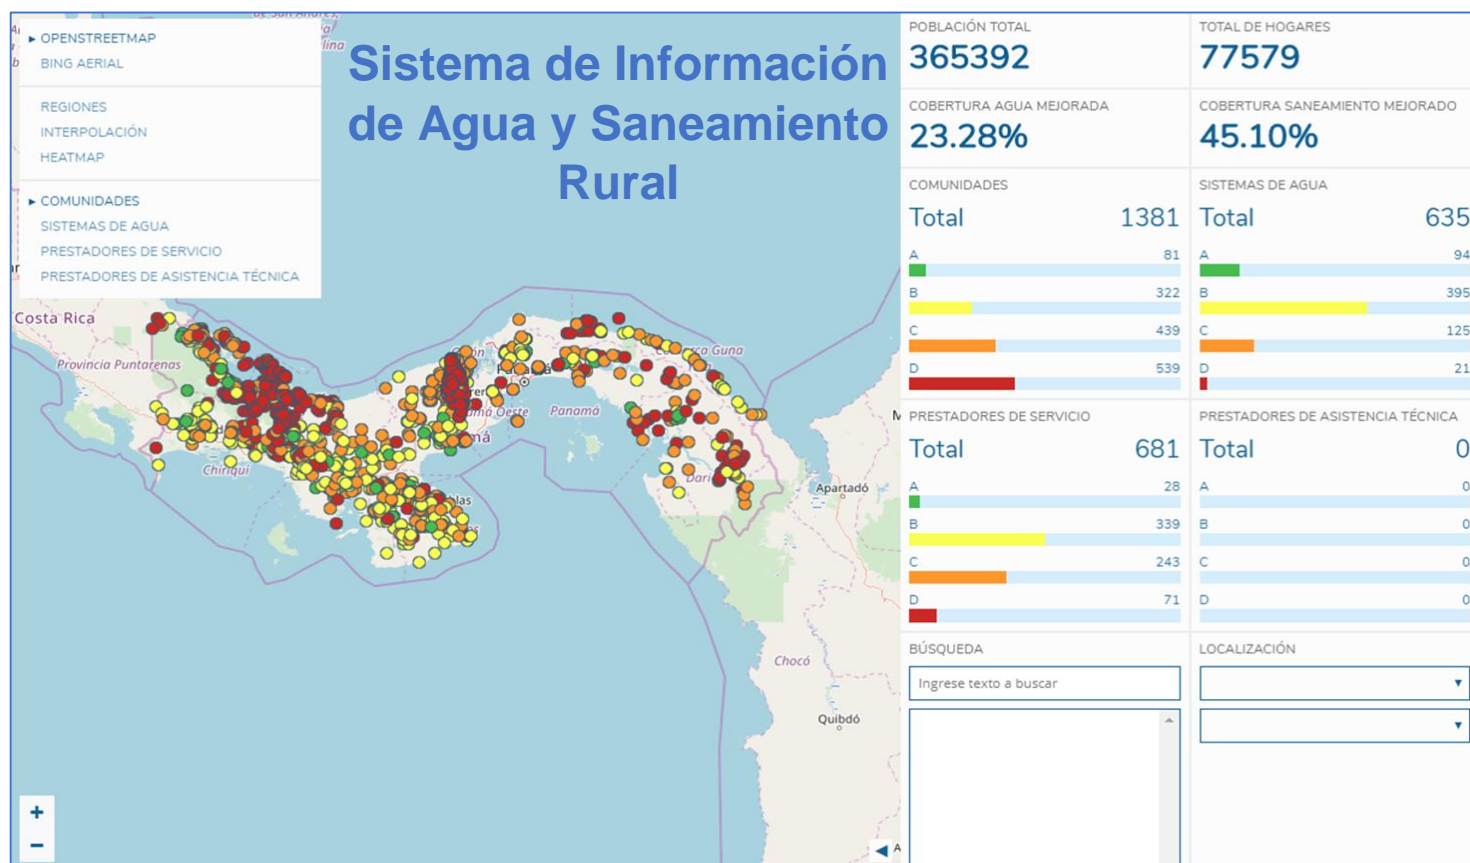 ▸ OPENSTREETMAP
BING AERIAL
REGIONES
INTERPOLACIÓN
HEATMAP
▸ COMUNIDADES
SISTEMAS DE AGUA
PRESTADORES DE SERVICIO
PRESTADORES DE ASISTENCIA TÉCNICA
Sistema de Información
de Agua y Saneamiento
Rural
Costa Rica
Provincia Puntarenas
Chiriquí
Panamá
Apartadó
Chocó
Quibdó
+
−
POBLACIÓN TOTAL
365392
TOTAL DE HOGARES
77579
COBERTURA AGUA MEJORADA
23.28%
COBERTURA SANEAMIENTO MEJORADO
45.10%
COMUNIDADES
Total 1381
A 81
B 322
C 439
D 539
SISTEMAS DE AGUA
Total 635
A 94
B 395
C 125
D 21
PRESTADORES DE SERVICIO
Total 681
A 28
B 339
C 243
D 71
PRESTADORES DE ASISTENCIA TÉCNICA
Total 0
A 0
B 0
C 0
D 0
BÚSQUEDA
Ingrese texto a buscar
LOCALIZACIÓN